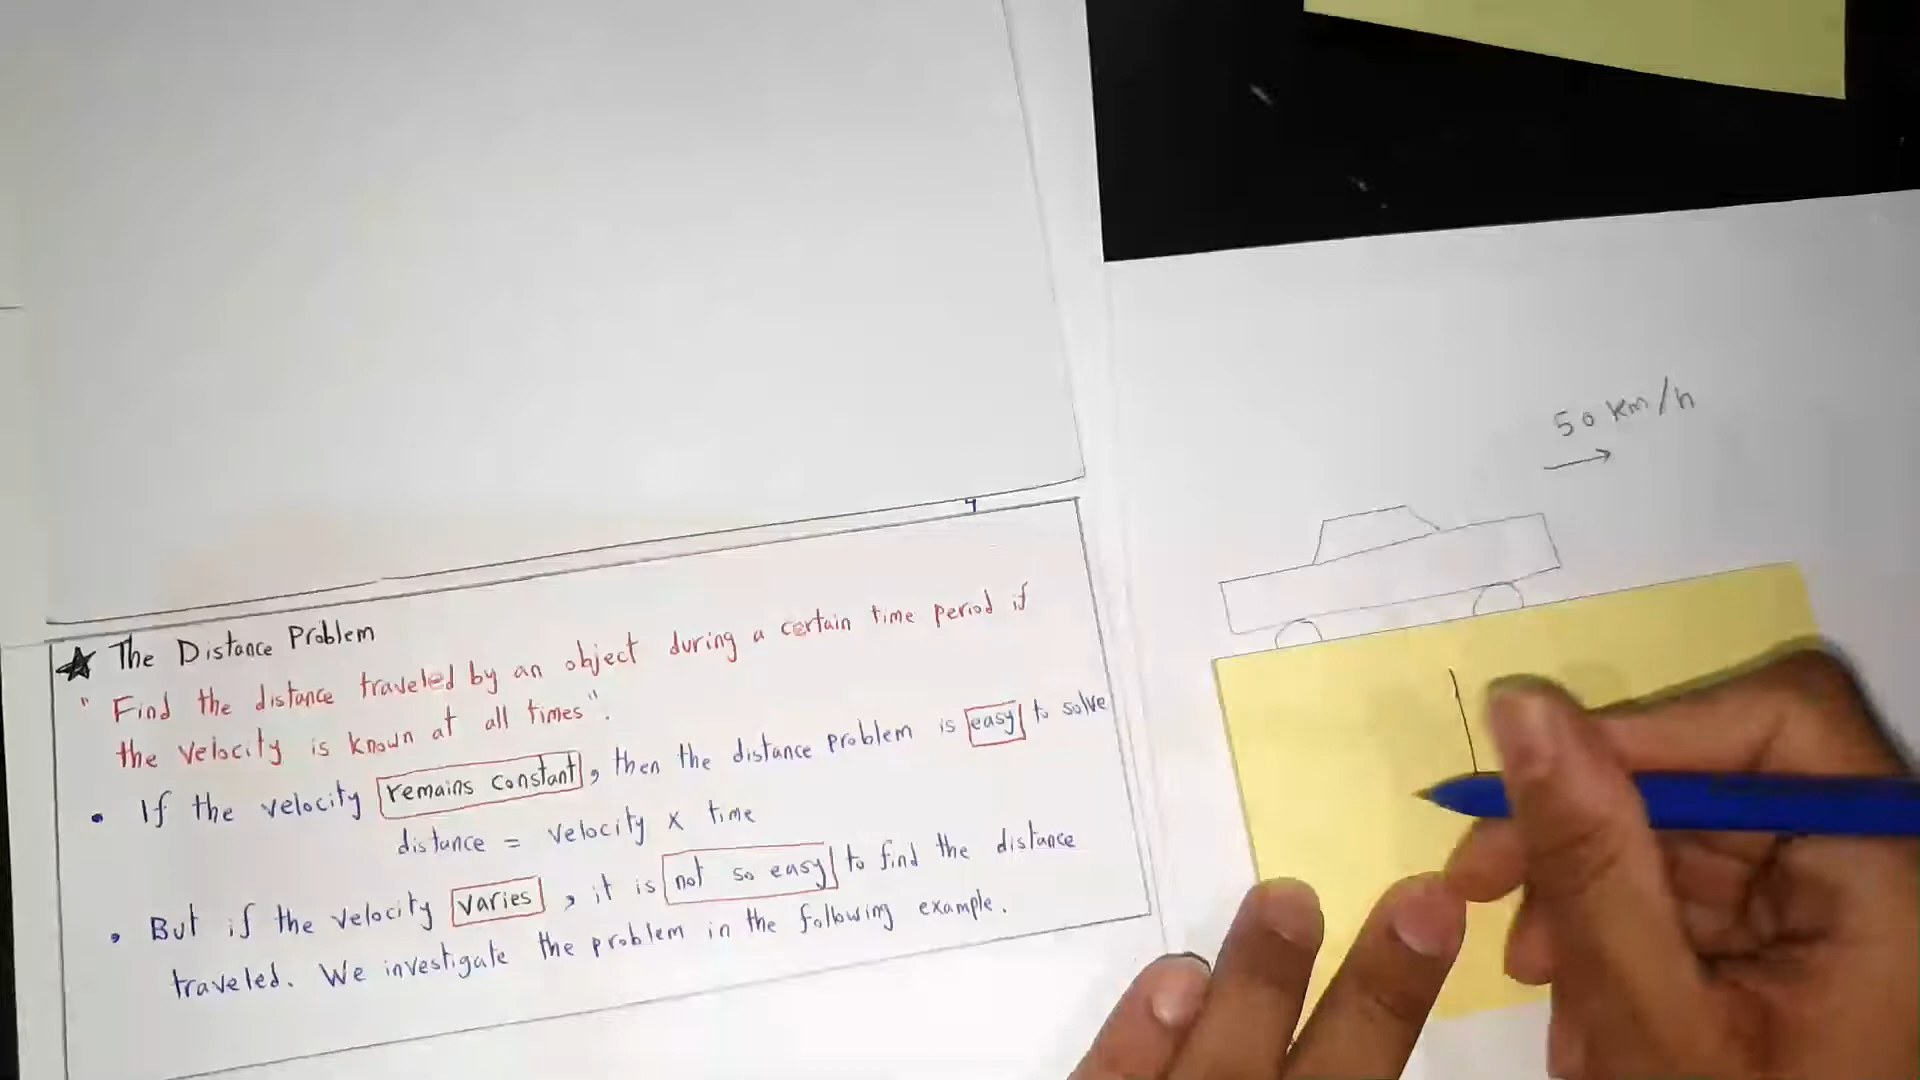 4
The Distance Problem
"Find the distance traveled by an object during a certain time period if
the velocity is known at all times".
• If the velocity remains constant, then the distance problem is easy to solve
distance = velocity × time
• But if the velocity varies, it is not so easy to find the distance
traveled. We investigate the problem in the following example.
50 km/h